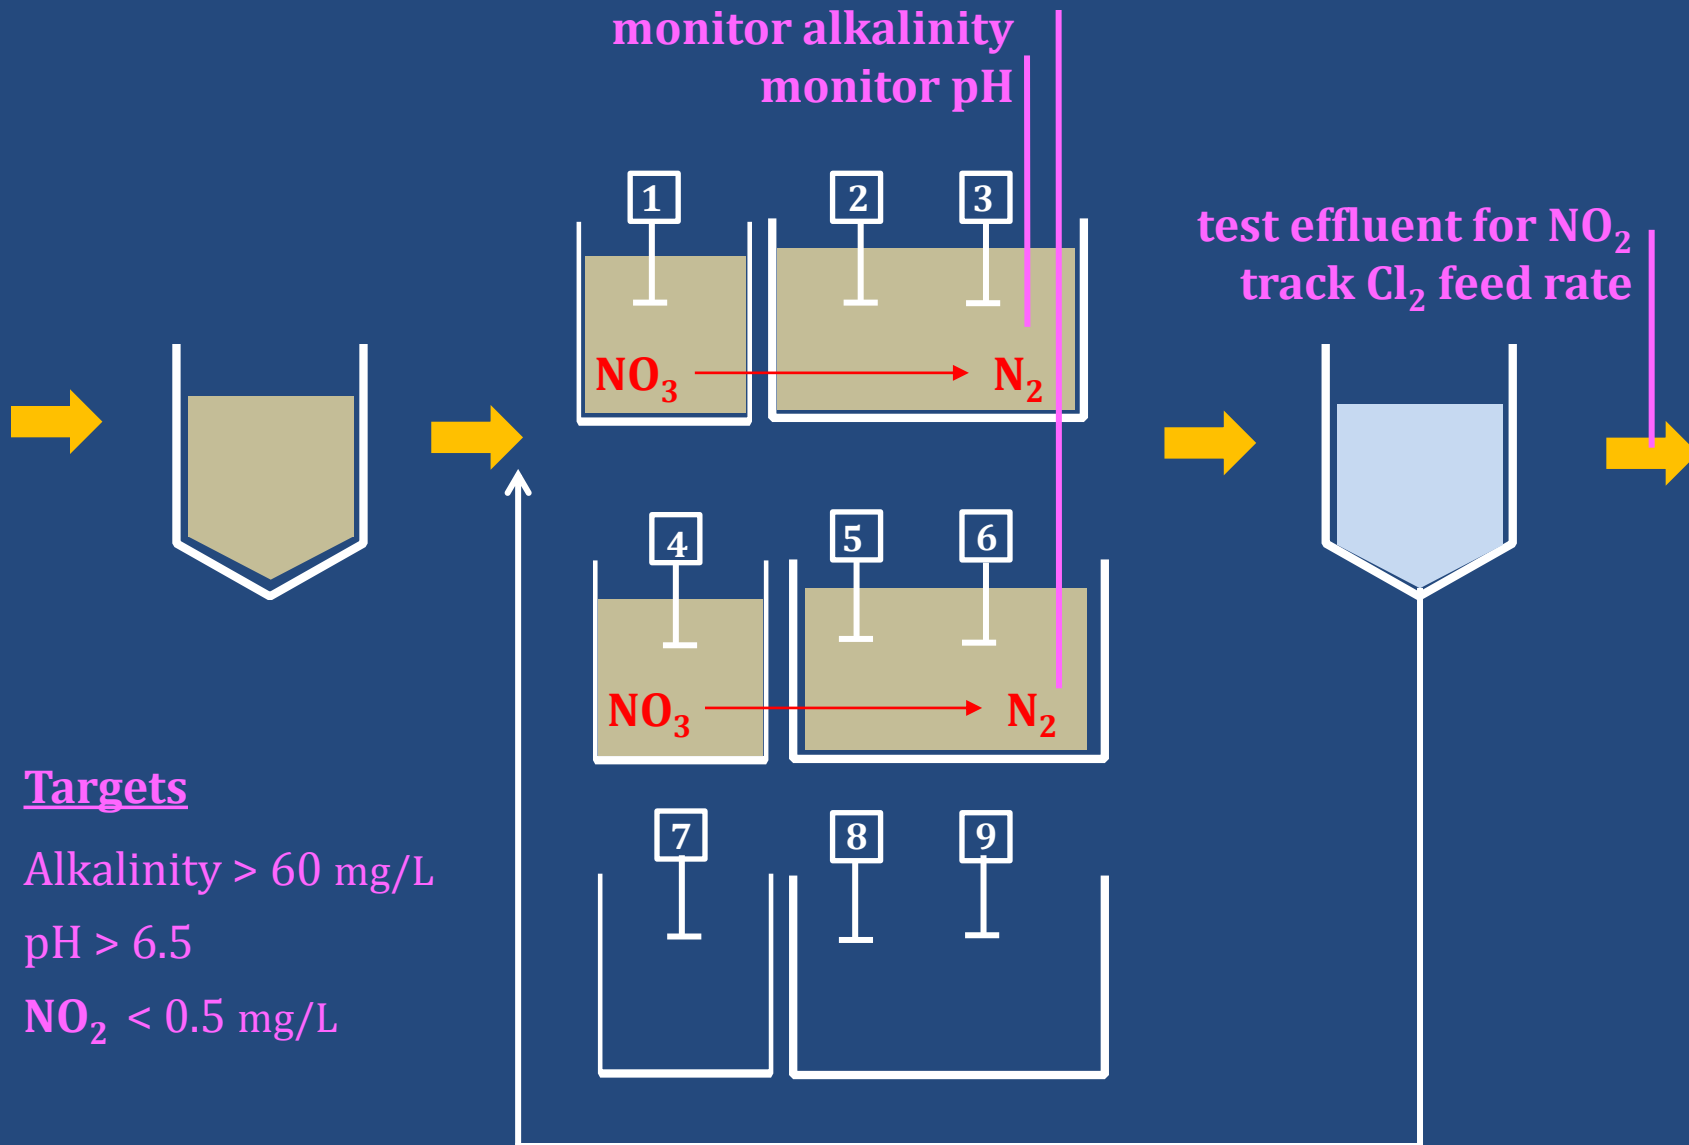 monitor alkalinity
monitor pH
1
2
3
test effluent for NO₂
track Cl₂ feed rate
NO₃
N₂
4
5
6
NO₃
N₂
Targets
Alkalinity > 60 mg/L
pH > 6.5
NO₂ < 0.5 mg/L
7
8
9